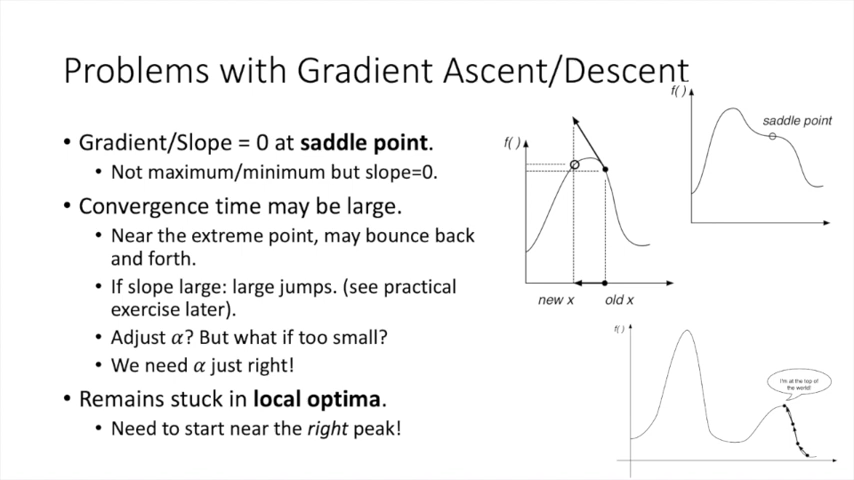 Problems with Gradient Ascent/Descent
• Gradient/Slope = 0 at saddle point.
• Not maximum/minimum but slope=0.
• Convergence time may be large.
• Near the extreme point, may bounce back
and forth.
• If slope large: large jumps. (see practical
exercise later).
• Adjust α? But what if too small?
• We need α just right!
• Remains stuck in local optima.
• Need to start near the right peak!
f( )
new x
old x
f( )
saddle point
f( )
I'm at the top of
the world!